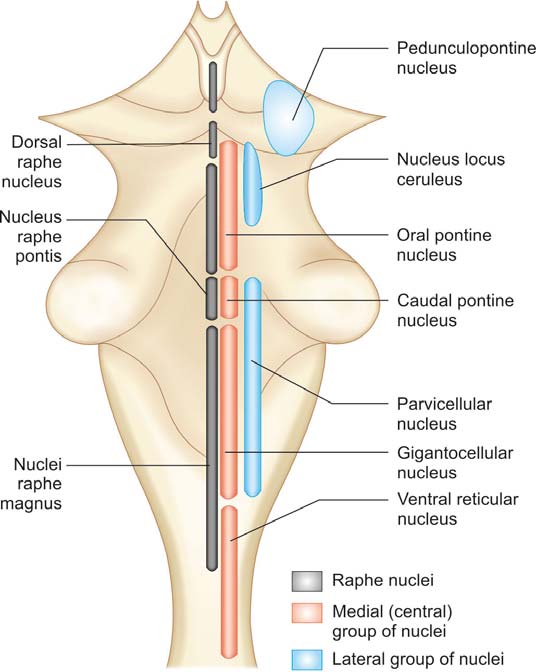 Pedunculopontine
nucleus
Dorsal
raphe
nucleus
Nucleus locus
ceruleus
Nucleus
raphe
pontis
Oral pontine
nucleus
Caudal pontine
nucleus
Parvicellular
nucleus
Nuclei
raphe
magnus
Gigantocellular
nucleus
Ventral reticular
nucleus
Raphe nuclei
Medial (central)
group of nuclei
Lateral group of nuclei